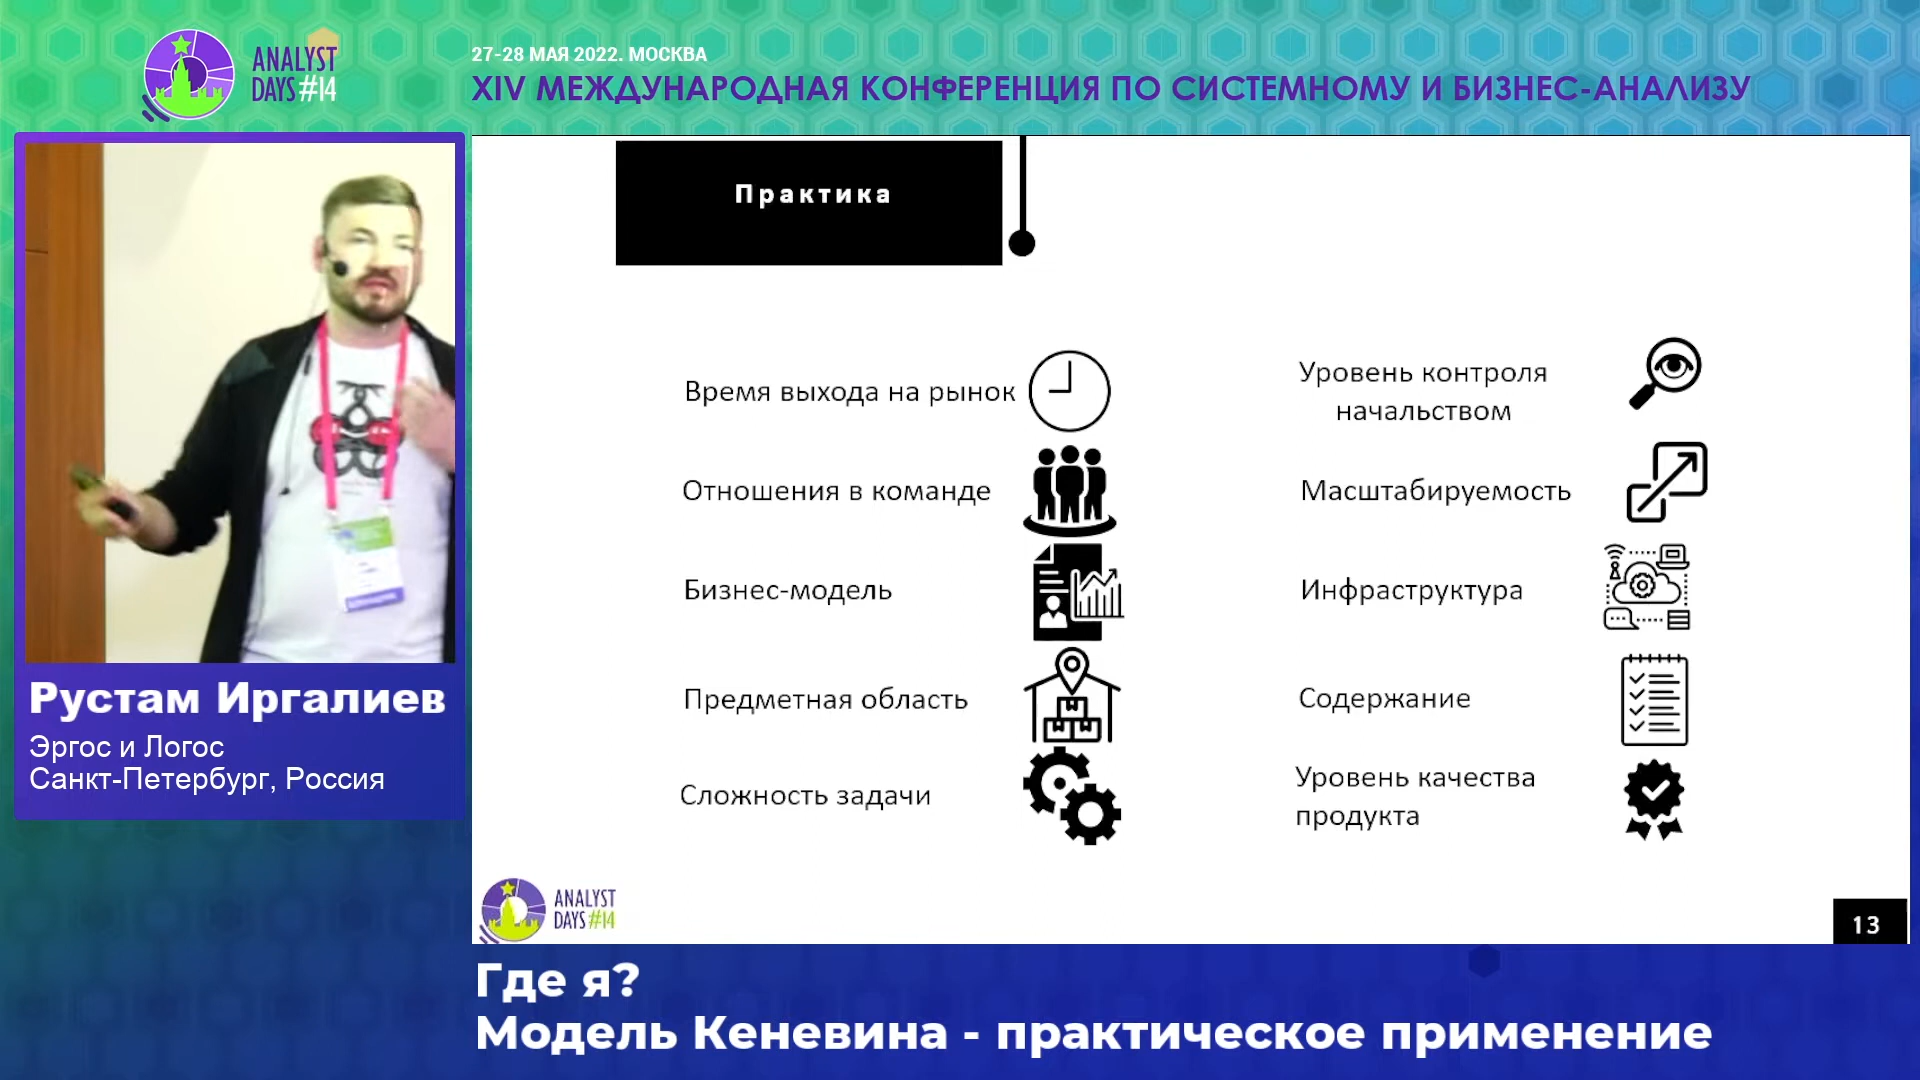 ANALYST
DAYS#14
27-28 МАЯ 2022. МОСКВА
XIV МЕЖДУНАРОДНАЯ КОНФЕРЕНЦИЯ ПО СИСТЕМНОМУ И БИЗНЕС-АНАЛИЗУ
Практика
Время выхода на рынок
Отношения в команде
Бизнес-модель
Предметная область
Сложность задачи
Уровень контроля
начальством
Масштабируемость
Инфраструктура
Содержание
Уровень качества
продукта
ANALYST
DAYS#14
13
Рустам Иргалиев
Эргос и Логос
Санкт-Петербург, Россия
Где я?
Модель Кеневина - практическое применение